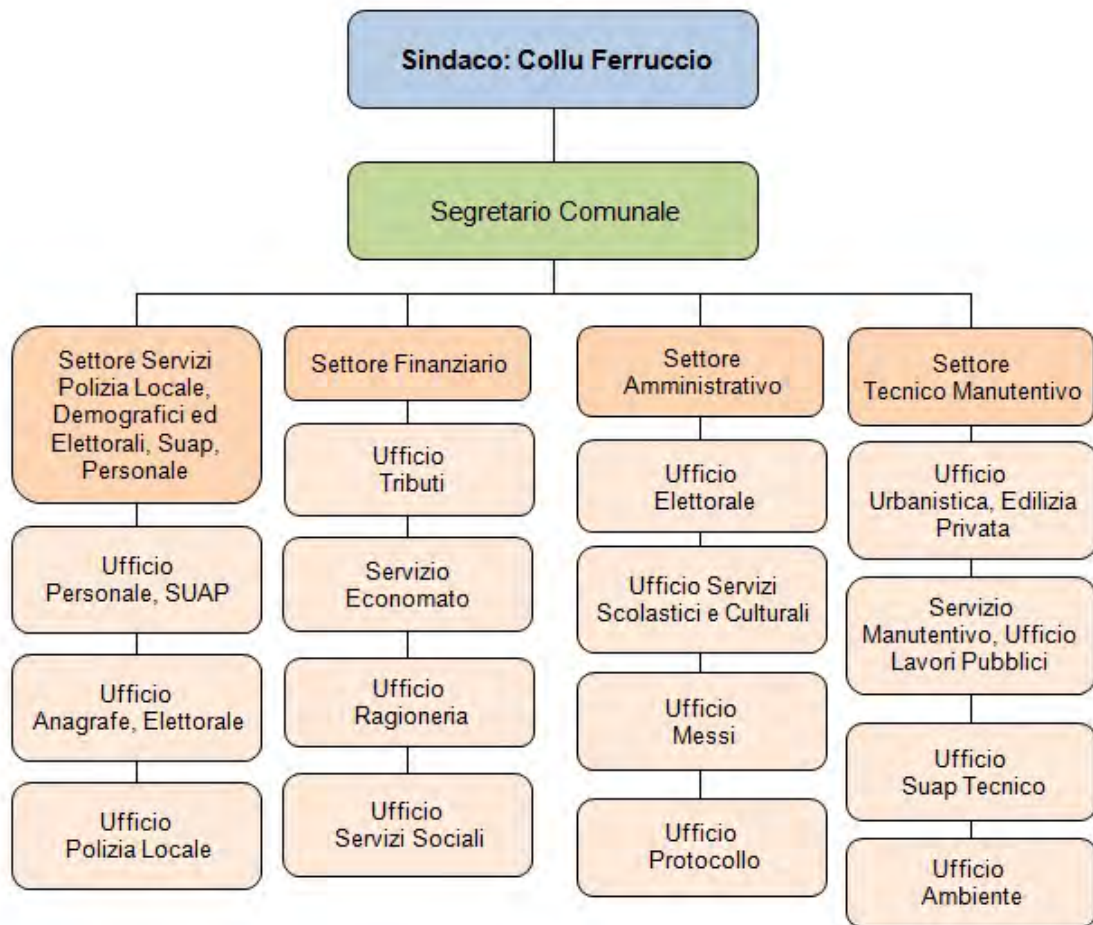 Sindaco: Collu Ferruccio
Segretario Comunale
Settore Servizi
Polizia Locale,
Demografici ed
Elettorali, Suap,
Personale
Ufficio
Personale, SUAP
Ufficio
Anagrafe, Elettorale
Ufficio
Polizia Locale
Settore Finanziario
Ufficio
Tributi
Servizio
Economato
Ufficio
Ragioneria
Ufficio
Servizi Sociali
Settore
Amministrativo
Ufficio
Elettorale
Ufficio Servizi
Scolastici e Culturali
Ufficio
Messi
Ufficio
Protocollo
Settore
Tecnico Manutentivo
Ufficio
Urbanistica, Edilizia
Privata
Servizio
Manutentivo, Ufficio
Lavori Pubblici
Ufficio
Suap Tecnico
Ufficio
Ambiente